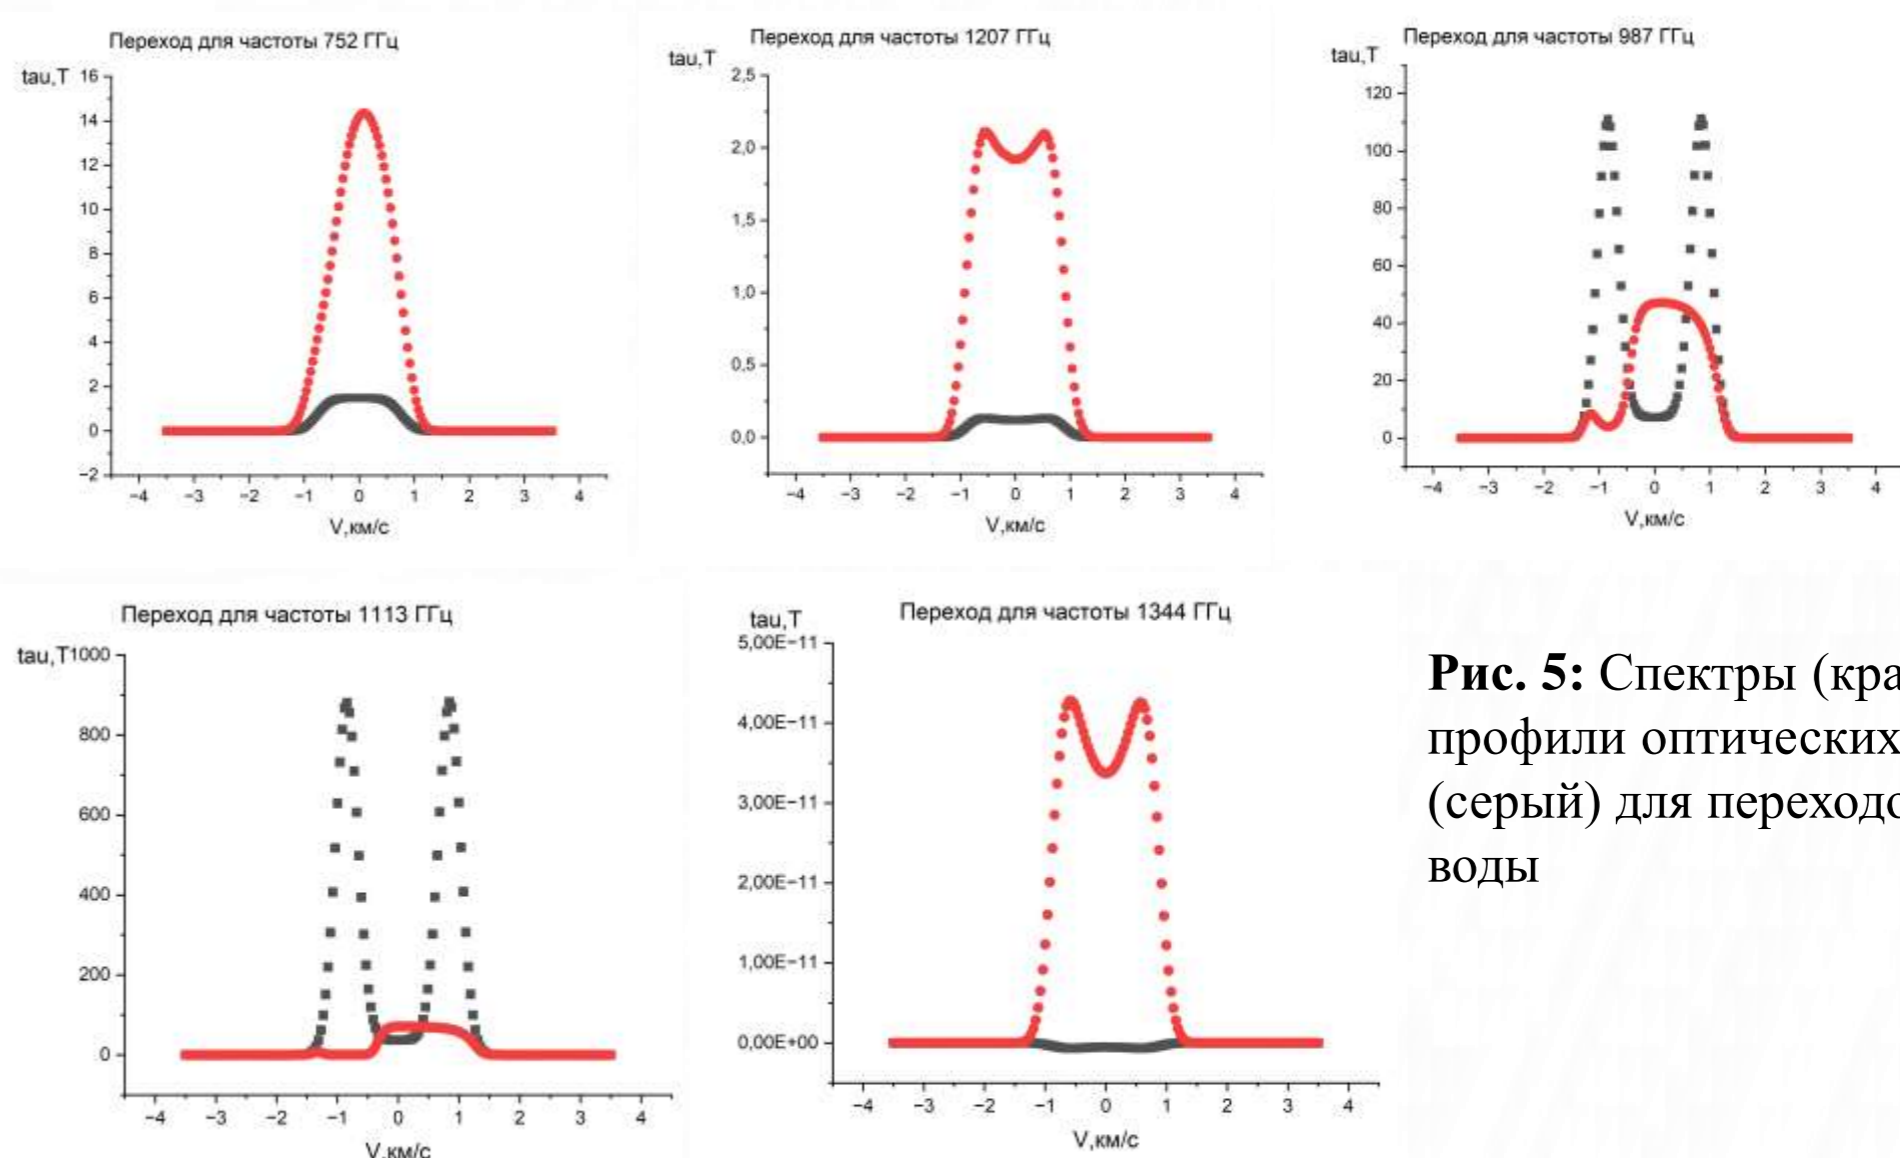 Переход для частоты 752 ГГц
tau,T
16
14
12
10
8
6
4
2
0
−2
−4 −3 −2 −1 0 1 2 3 4
V,км/с
Переход для частоты 1207 ГГц
tau,T
2,5
2,0
1,5
1,0
0,5
0,0
−4 −3 −2 −1 0 1 2 3 4
V,км/с
Переход для частоты 987 ГГц
tau,T
120
100
80
60
40
20
0
−4 −3 −2 −1 0 1 2 3 4
V,км/с
Переход для частоты 1113 ГГц
tau,T
1000
800
600
400
200
0
−4 −3 −2 −1 0 1 2 3 4
V,км/с
Переход для частоты 1344 ГГц
tau,T
5,00E−11
4,00E−11
3,00E−11
2,00E−11
1,00E−11
0,00E+00
−4 −3 −2 −1 0 1 2 3 4
V,км/с
Рис. 5: Спектры (кра
профили оптических
(серый) для переходо
воды